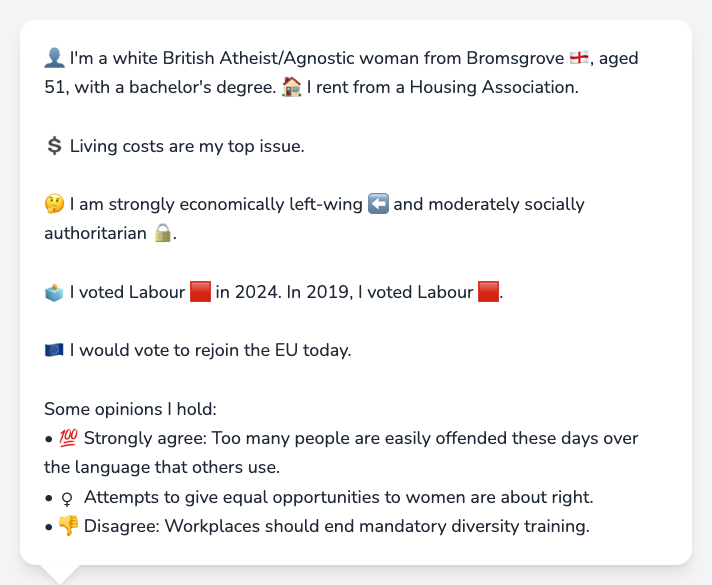 👤 I'm a white British Atheist/Agnostic woman from Bromsgrove 🏴󠁧󠁢󠁥󠁮󠁧󠁿, aged
51, with a bachelor's degree. 🏠 I rent from a Housing Association.
💲 Living costs are my top issue.
🤔 I am strongly economically left-wing ⬅️ and moderately socially
authoritarian 🔒.
🗳️ I voted Labour 🟥 in 2024. In 2019, I voted Labour 🟥.
🇪🇺 I would vote to rejoin the EU today.
Some opinions I hold:
• 💯 Strongly agree: Too many people are easily offended these days over
the language that others use.
• ♀ Attempts to give equal opportunities to women are about right.
• 👎 Disagree: Workplaces should end mandatory diversity training.